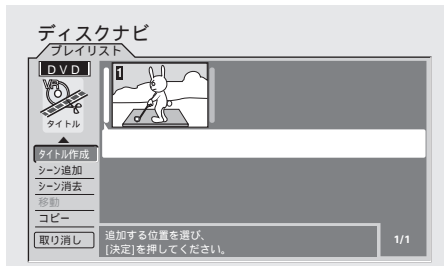 ディスクナビ
プレイリスト
DVD
1
VR
タイトル
タイトル作成
シーン追加
シーン消去
移動
コピー
取り消し
追加する位置を選び、
[決定]を押してください。
1/1